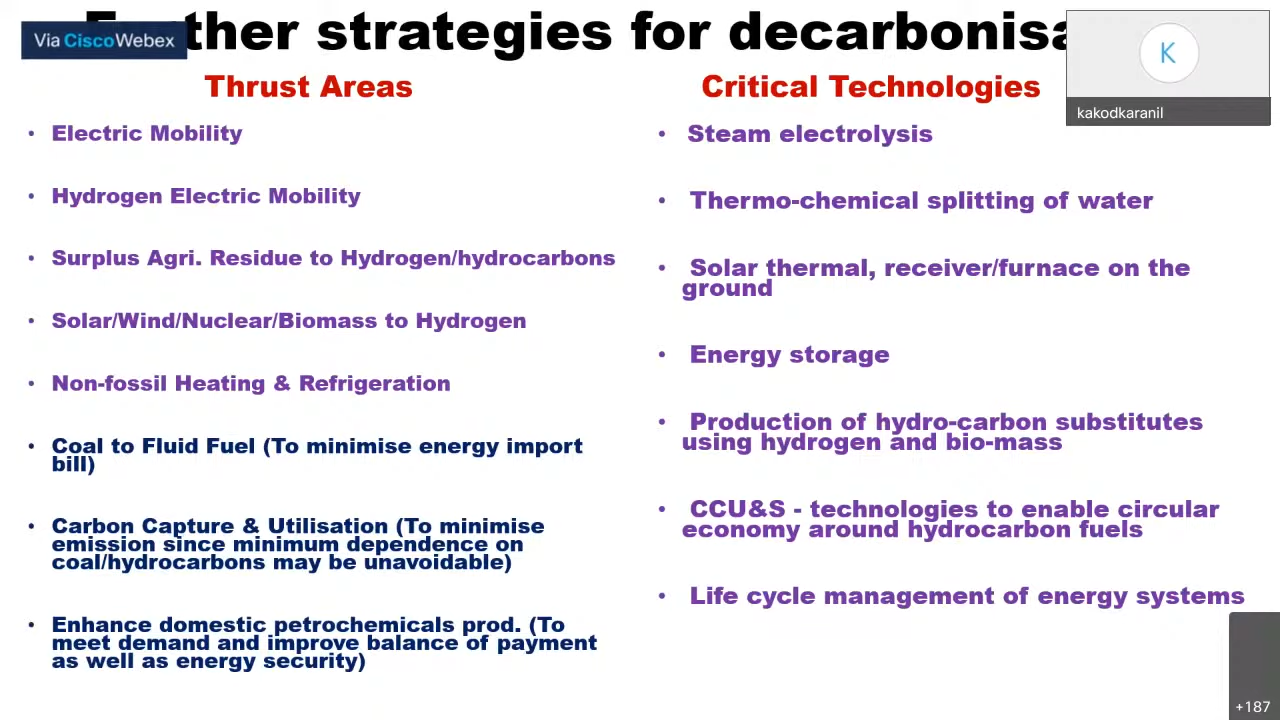 Further strategies for decarbonisa
Via CiscoWebex
K
kakodkaranil
Thrust Areas
• Electric Mobility
• Hydrogen Electric Mobility
• Surplus Agri. Residue to Hydrogen/hydrocarbons
• Solar/Wind/Nuclear/Biomass to Hydrogen
• Non-fossil Heating & Refrigeration
• Coal to Fluid Fuel (To minimise energy import
bill)
• Carbon Capture & Utilisation (To minimise
emission since minimum dependence on
coal/hydrocarbons may be unavoidable)
• Enhance domestic petrochemicals prod. (To
meet demand and improve balance of payment
as well as energy security)
Critical Technologies
• Steam electrolysis
• Thermo-chemical splitting of water
• Solar thermal, receiver/furnace on the
ground
• Energy storage
• Production of hydro-carbon substitutes
using hydrogen and bio-mass
• CCU&S - technologies to enable circular
economy around hydrocarbon fuels
• Life cycle management of energy systems
+187